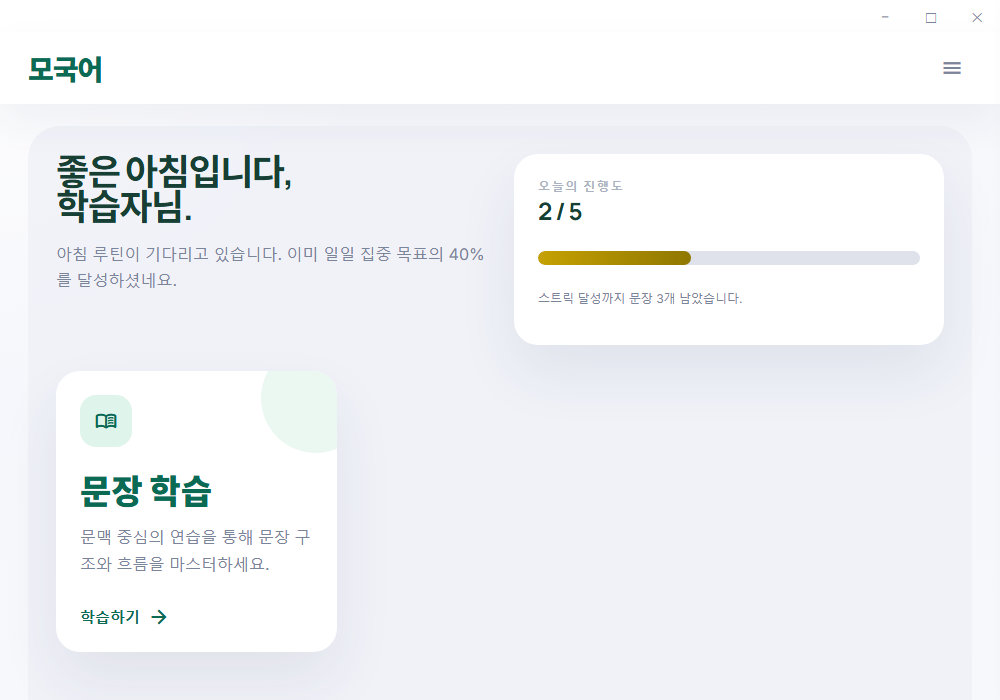 모국어
좋은 아침입니다,
학습자님.
아침 루틴이 기다리고 있습니다. 이미 일일 집중 목표의 40%
를 달성하셨네요.
오늘의 진행도
2 / 5
스트릭 달성까지 문장 3개 남았습니다.
문장 학습
문맥 중심의 연습을 통해 문장 구
조와 흐름을 마스터하세요.
학습하기